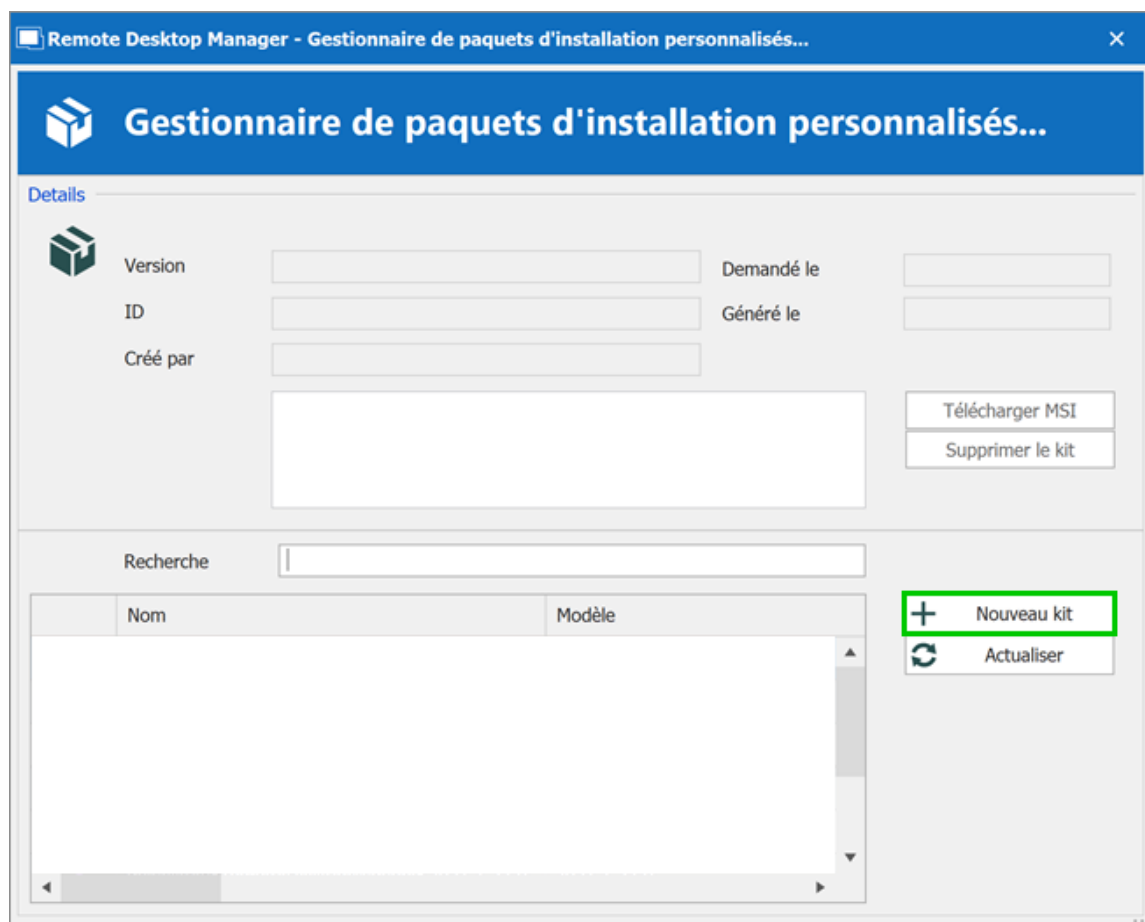 Remote Desktop Manager - Gestionnaire de paquets d'installation personnalisés...
Gestionnaire de paquets d'installation personnalisés...
Details
Version
Demandé le
ID
Généré le
Créé par
Télécharger MSI
Supprimer le kit
Recherche
Nom Modèle
Nouveau kit
Actualiser